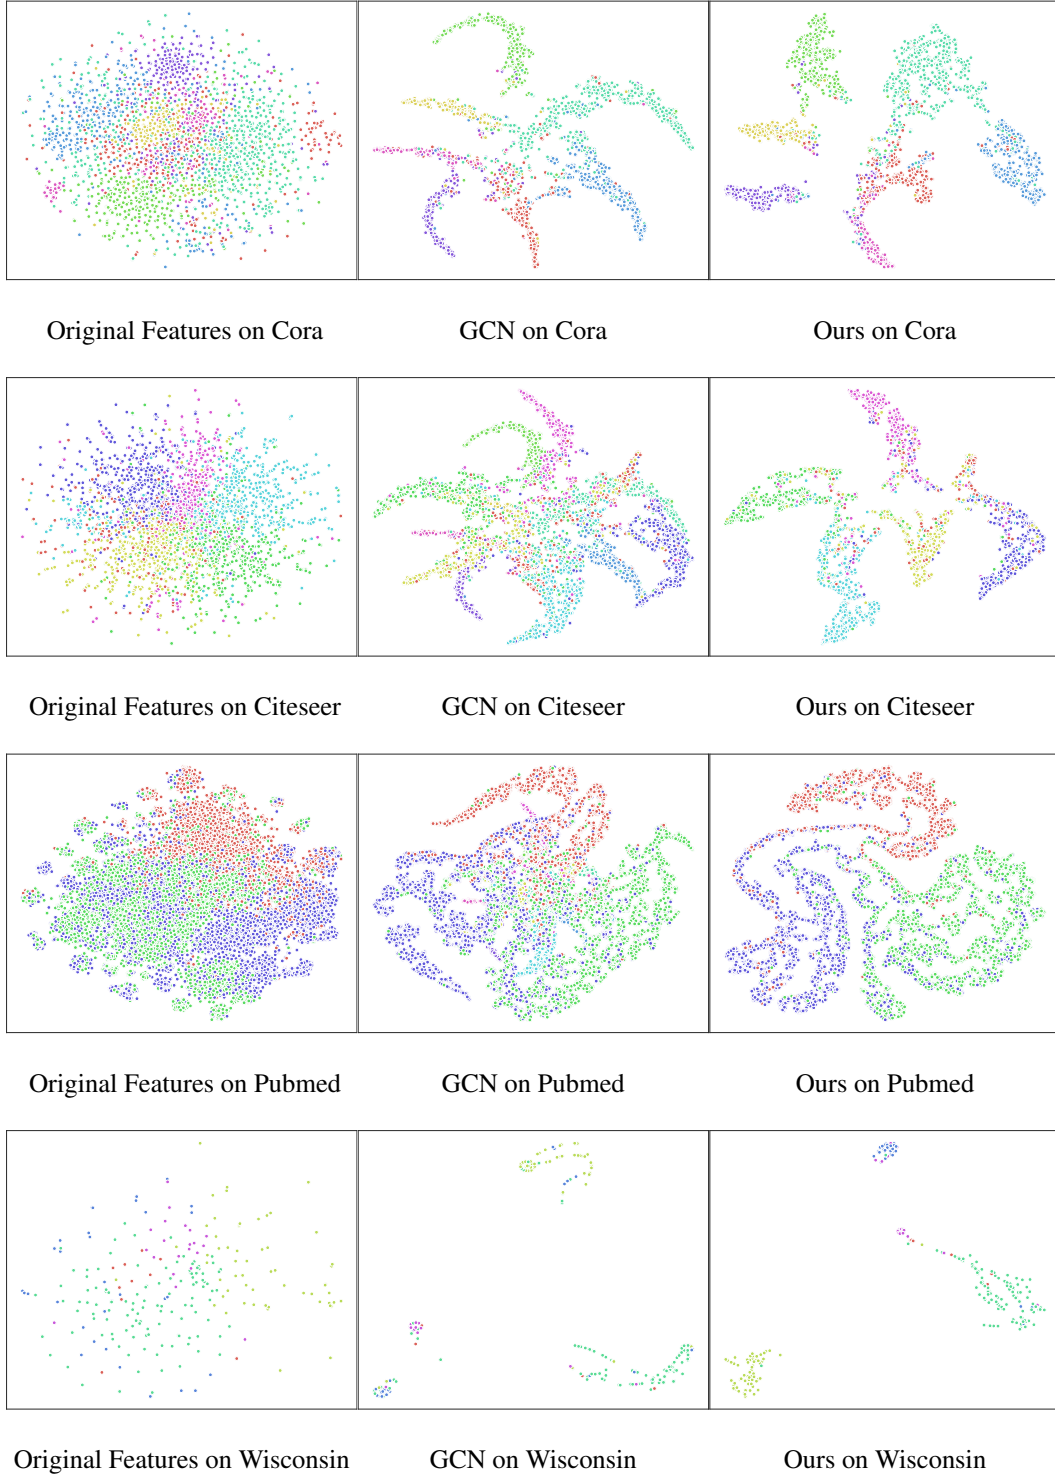 Original Features on Cora
GCN on Cora
Ours on Cora
Original Features on Citeseer
GCN on Citeseer
Ours on Citeseer
Original Features on Pubmed
GCN on Pubmed
Ours on Pubmed
Original Features on Wisconsin
GCN on Wisconsin
Ours on Wisconsin